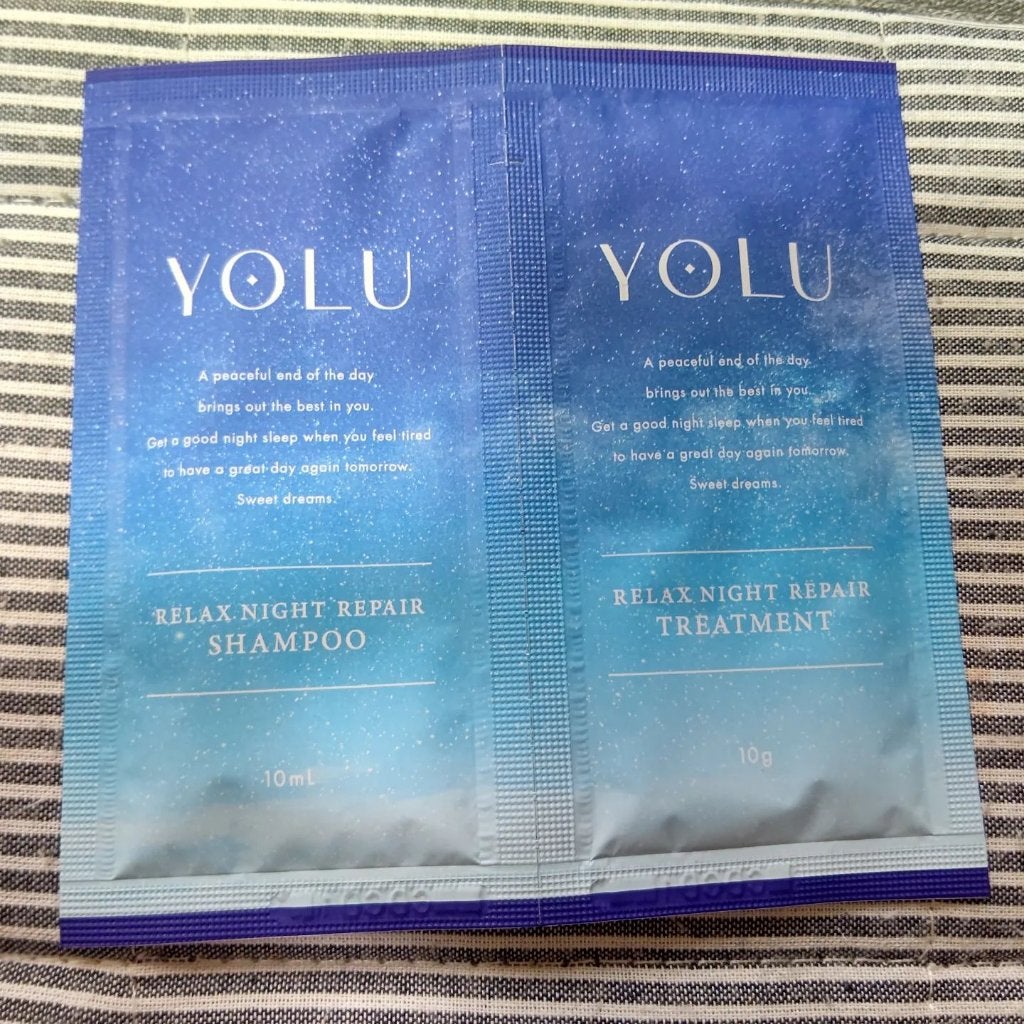 YOLU
A peaceful end of the day
brings out the best in you.
Get a good night sleep when you feel tired
to have a great day again tomorrow.
Sweet dreams.
RELAX NIGHT REPAIR
SHAMPOO
10mL
YOLU
A peaceful end of the day
brings out the best in you.
Get a good night sleep when you feel tired
to have a great day again tomorrow.
Sweet dreams.
RELAX NIGHT REPAIR
TREATMENT
10g